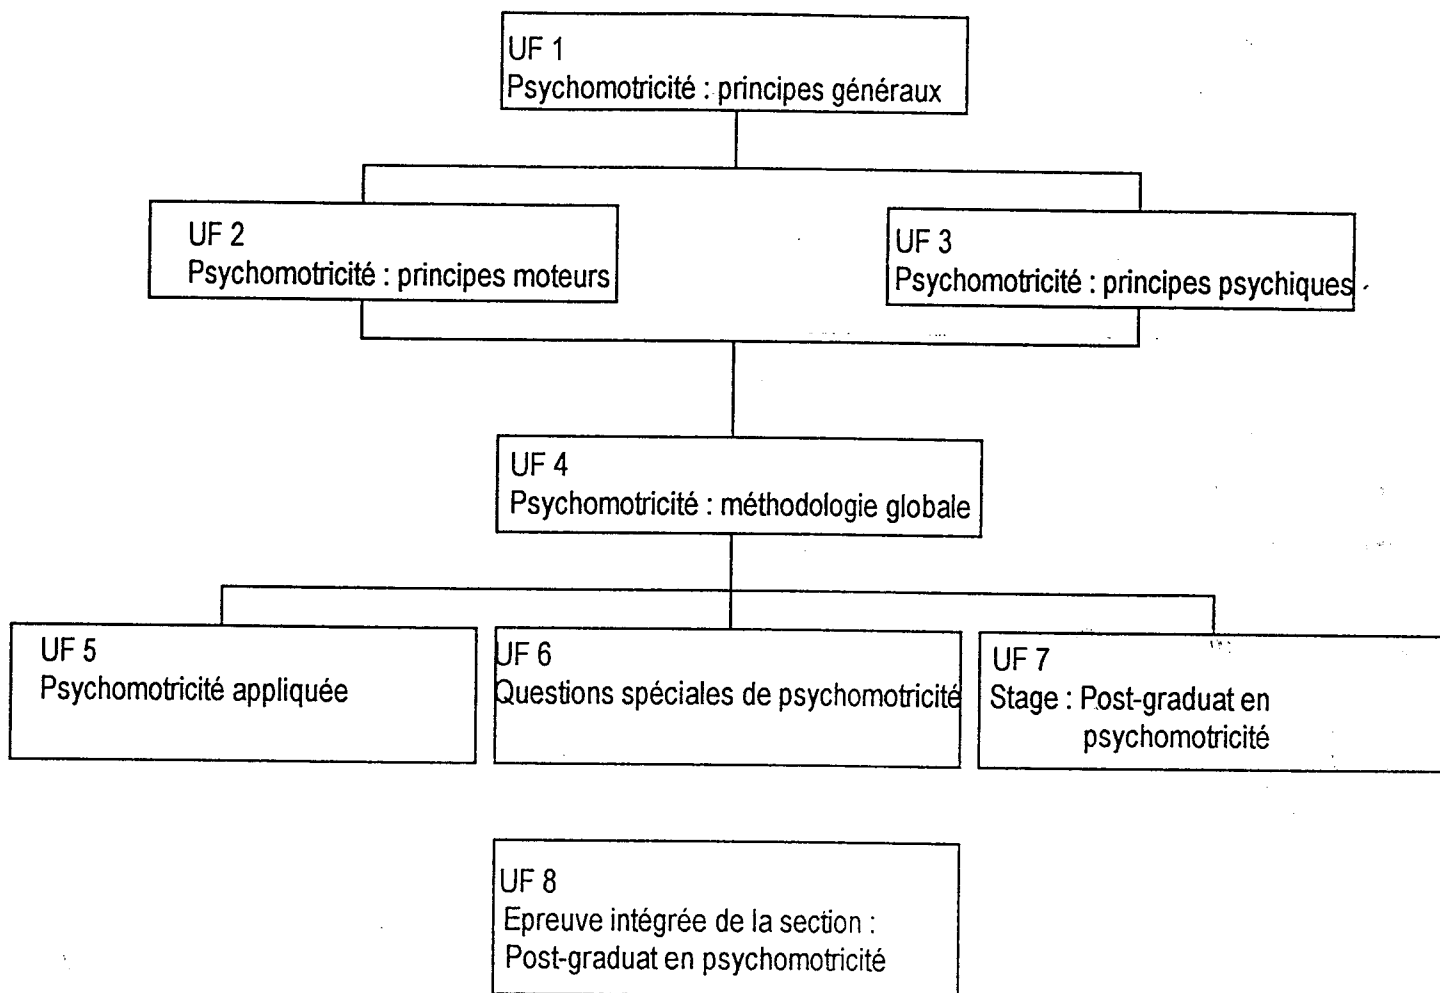 UF 1
Psychomotricité : principes généraux
UF 2
Psychomotricité : principes moteurs
UF 3
Psychomotricité : principes psychiques
UF 4
Psychomotricité : méthodologie globale
UF 5
Psychomotricité appliquée
UF 6
Questions spéciales de psychomotricité
UF 7
Stage : Post-graduat en
psychomotricité
UF 8
Epreuve intégrée de la section :
Post-graduat en psychomotricité